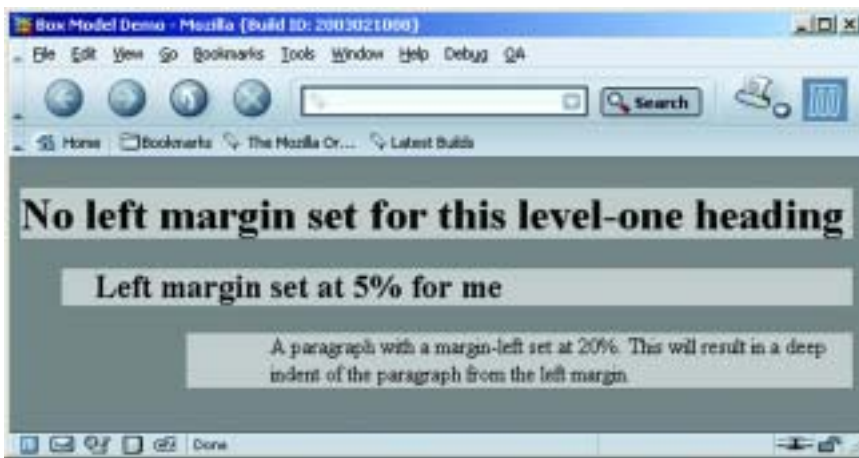 Box Model Demo - Mozilla {Build ID: 2003021008}
File Edit View Go Bookmarks Tools Window Help Debug QA
Search
Home Bookmarks The Mozilla Or... Latest Builds
No left margin set for this level-one heading
Left margin set at 5% for me
A paragraph with a margin-left set at 20%. This will result in a deep
indent of the paragraph from the left margin.
Done